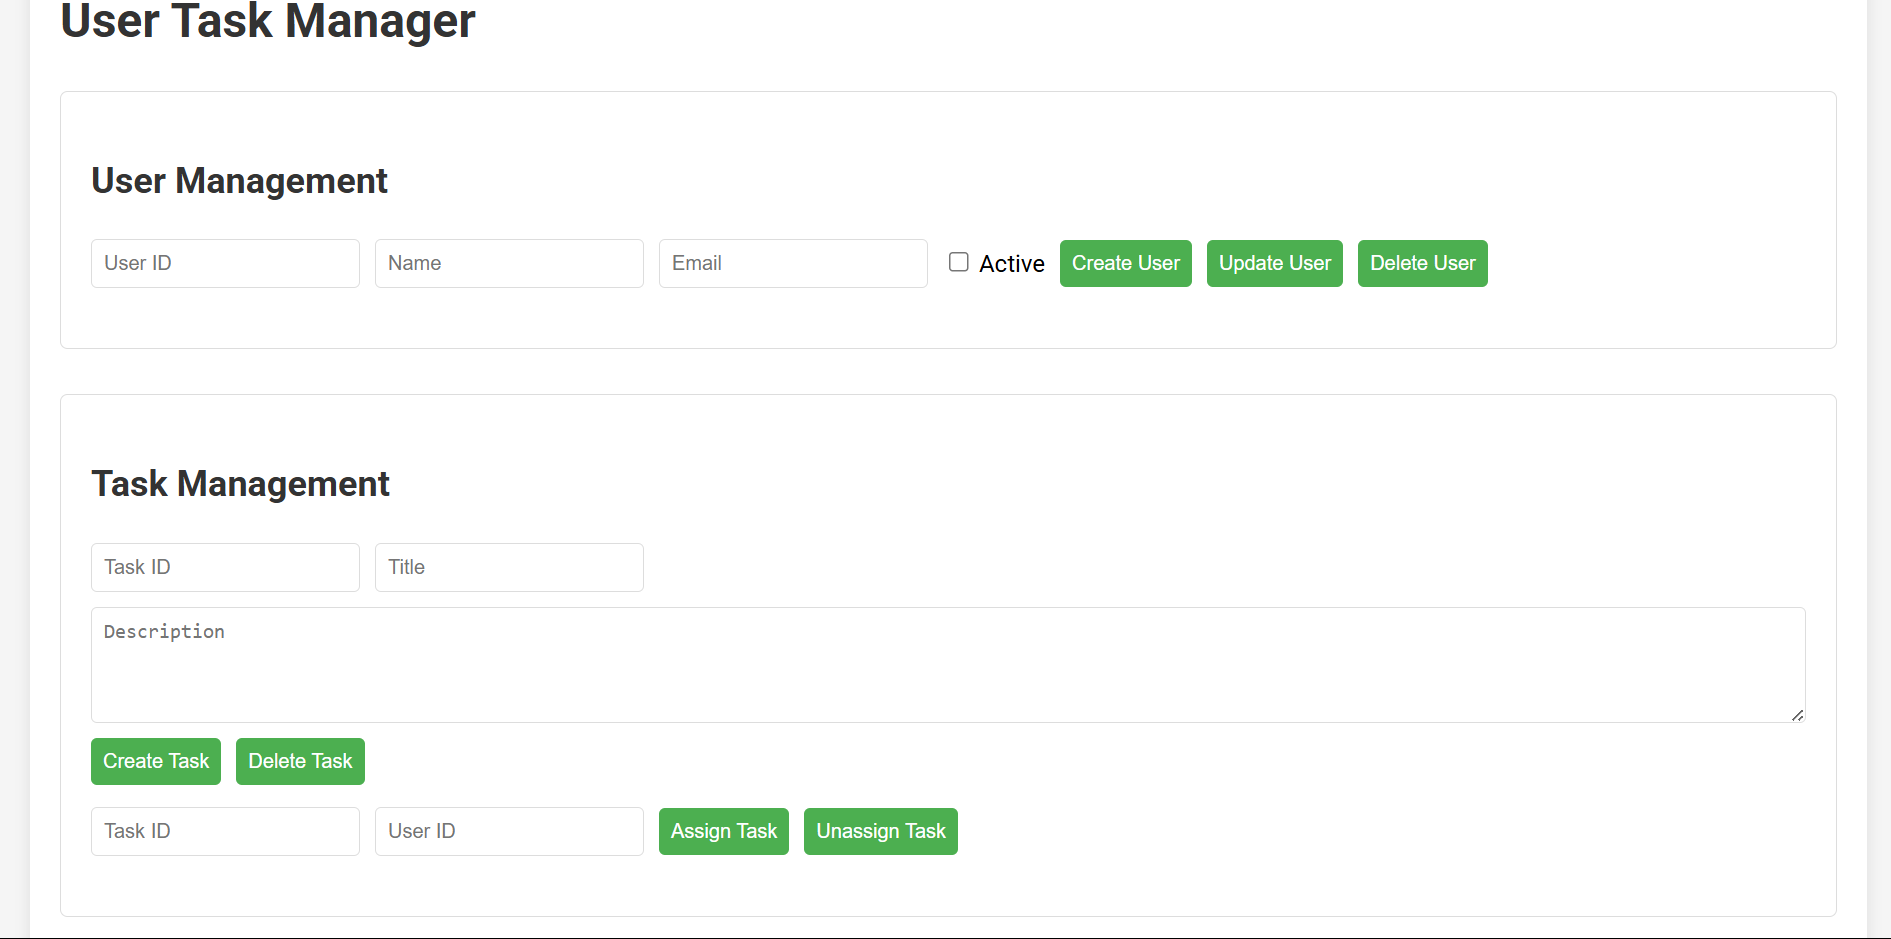 User Task Manager
User Management
User ID Name Email Active Create User Update User Delete User
Task Management
Task ID Title
Description
Create Task Delete Task
Task ID User ID Assign Task Unassign Task